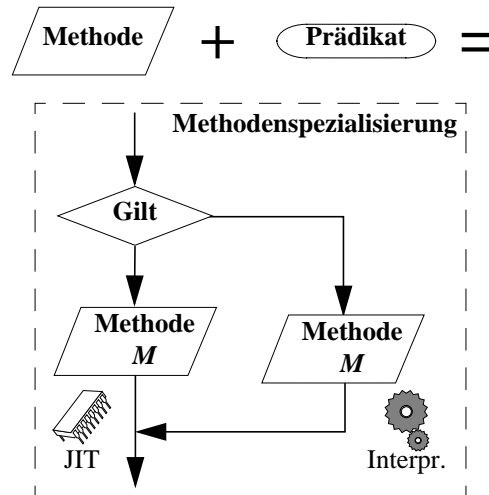 Methode + Prädikat =
Methodenspezialisierung
Gilt
Methode
M
Methode
M
JIT
Interpr.